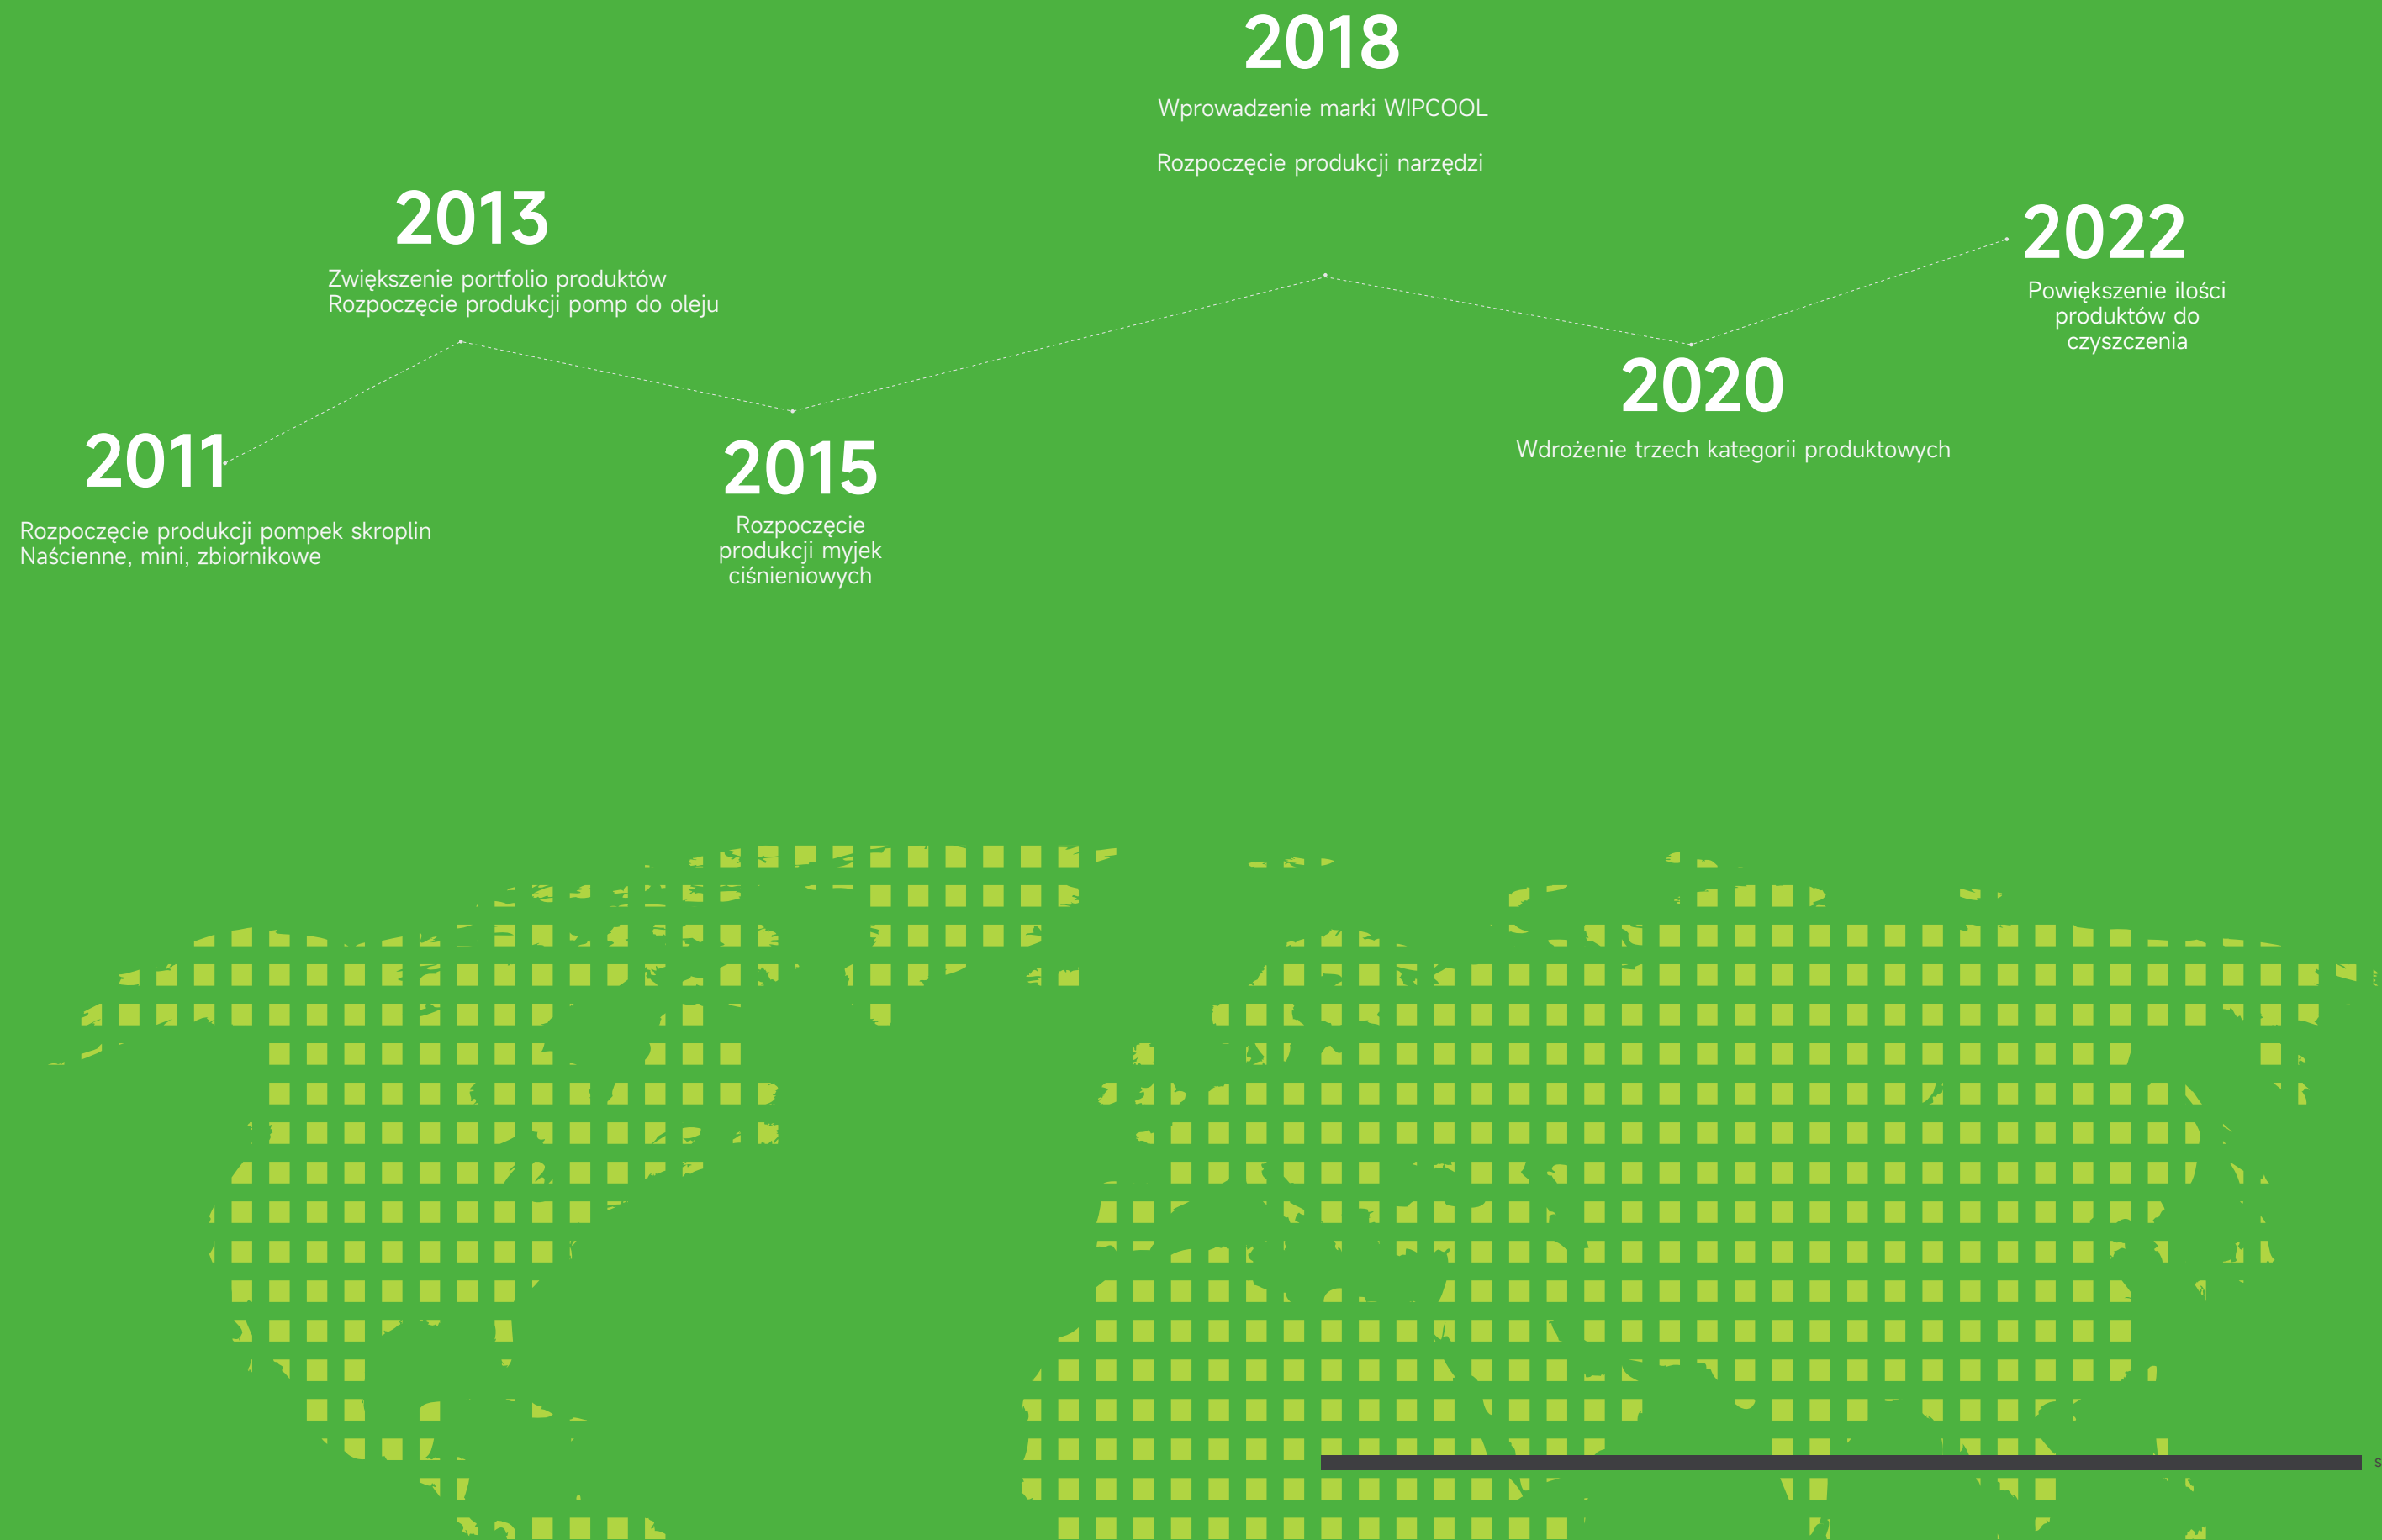 2018
Wprowadzenie marki WIPCOOL
Rozpoczęcie produkcji narzędzi
2013
Zwiększenie portfolio produktów
Rozpoczęcie produkcji pomp do oleju
2022
Powiększenie ilości
produktów do
czyszczenia
2020
Wdrożenie trzech kategorii produktowych
2011
Rozpoczęcie produkcji pompek skroplin
Naścienne, mini, zbiornikowe
2015
Rozpoczęcie
produkcji myjek
ciśnieniowych